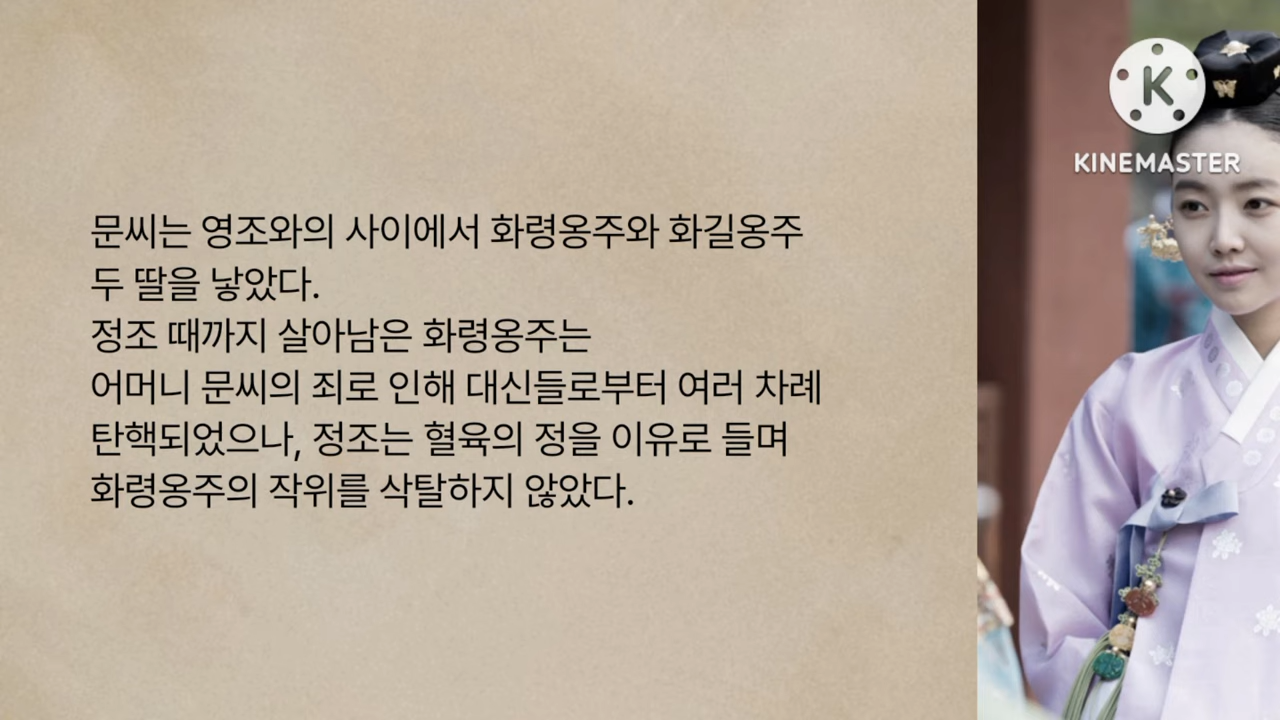 문씨는 영조와의 사이에서 화령옹주와 화길옹주
두 딸을 낳았다.
정조 때까지 살아남은 화령옹주는
어머니 문씨의 죄로 인해 대신들로부터 여러 차례
탄핵되었으나, 정조는 혈육의 정을 이유로 들며
화령옹주의 작위를 삭탈하지 않았다.
K
KINEMASTER